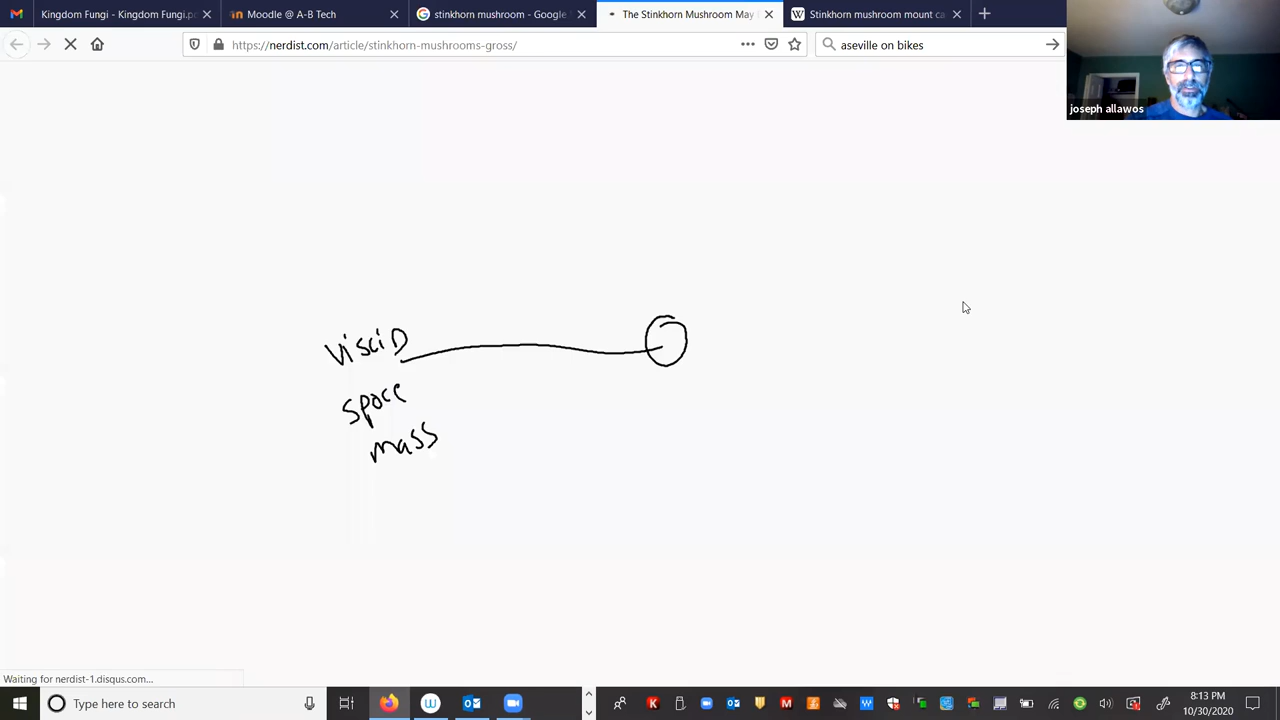 Kingdom Fungi - Kingdom Fungi.p
Moodle @ A-B Tech
stinkhorn mushroom - Google
The Stinkhorn Mushroom May
Stinkhorn mushroom mount ca
https://nerdist.com/article/stinkhorn-mushrooms-gross/
aseville on bikes
joseph allawos
visciD
spore
mass
Waiting for nerdist-1.disqus.com...
Type here to search
8:13 PM
10/30/2020